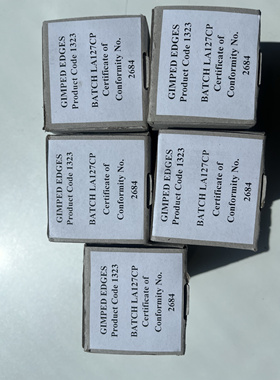 GIMPED EDGES
Product Code 1323
BATCH LA127CP
Certificate of
Conformity No.
2684
GIMPED EDGES
Product Code 1323
BATCH LA127CP
Certificate of
Conformity No.
2684
GIMPED EDGES
Product Code 1323
BATCH LA127CP
Certificate of
Conformity No.
2684
GIMPED EDGES
Product Code 1323
BATCH LA127CP
Certificate of
Conformity No.
2684
GIMPED EDGES
Product Code 1323
BATCH LA127CP
Certificate of
Conformity No.
2684